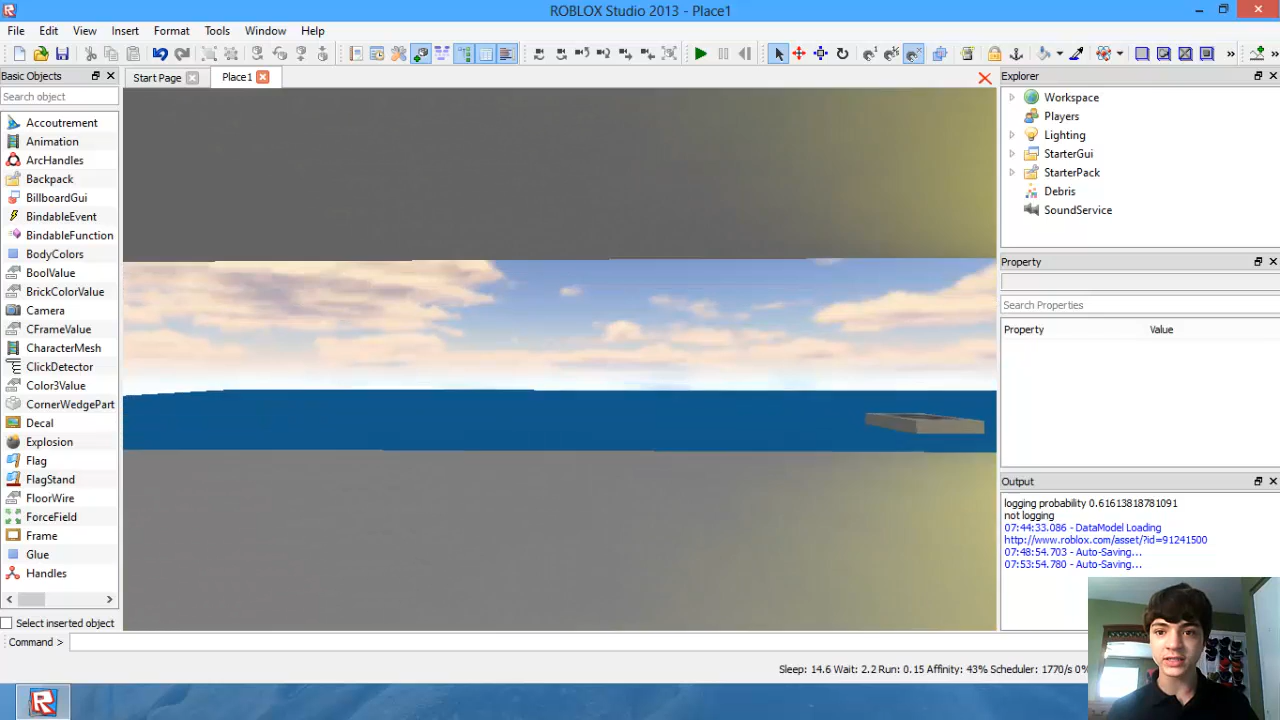 ROBLOX Studio 2013 - Place1
File Edit View Insert Format Tools Window Help
Basic Objects
Start Page
Place1
Explorer
Search object
Accoutrement
Animation
ArcHandles
Backpack
BillboardGui
BindableEvent
BindableFunction
BodyColors
BoolValue
BrickColorValue
Camera
CFrameValue
CharacterMesh
ClickDetector
Color3Value
CornerWedgePart
Decal
Explosion
Flag
FlagStand
FloorWire
ForceField
Frame
Glue
Handles
Select inserted object
Command >
Workspace
Players
Lighting
StarterGui
StarterPack
Debris
SoundService
Property
Search Properties
Property Value
Output
logging probability 0.61613818781091
not logging
07:44:33.086 - DataModel Loading
http://www.roblox.com/asset/?id=91241500
07:48:54.703 - Auto-Saving...
07:53:54.780 - Auto-Saving...
Sleep: 14.6 Wait: 2.2 Run: 0.15 Affinity: 43% Scheduler: 1770/s 0%